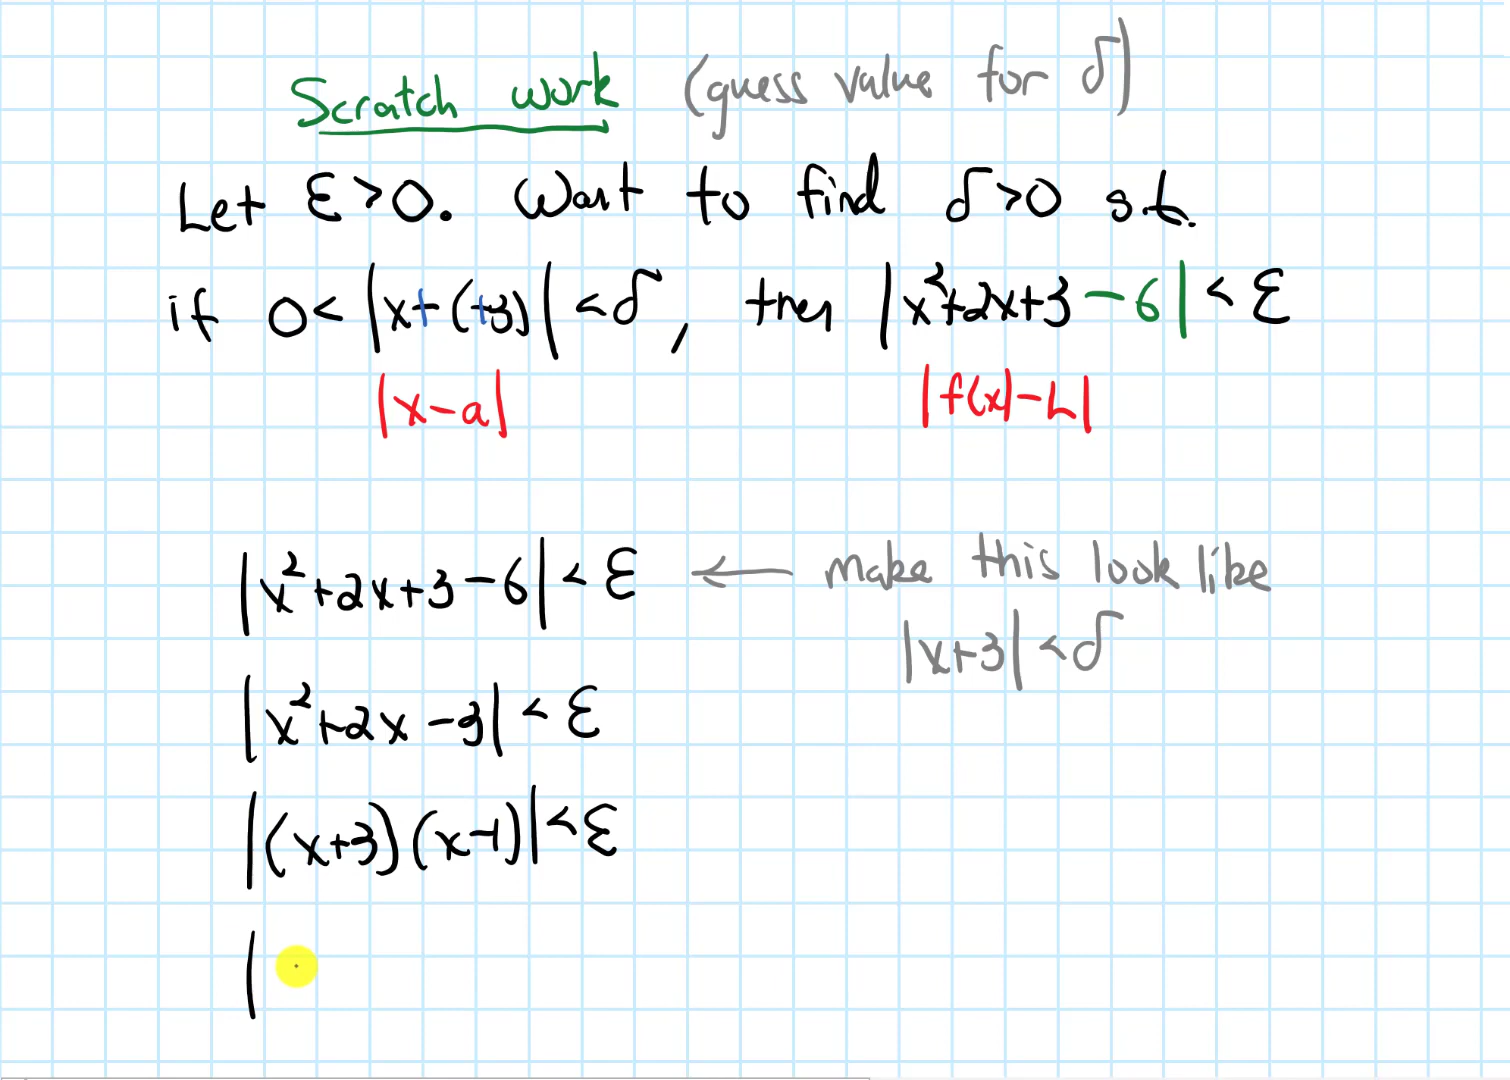 Scratch work (guess value for δ)
Let ε>0. Want to find δ>0 s.t.
if 0<|x+(+3)|<δ, then |x²+2x+3-6|<ε
|x-a| |f(x)-L|
|x²+2x+3-6|<ε ← make this look like
|x+3|<δ
|x²+2x-3|<ε
|(x+3)(x-1)|<ε
|